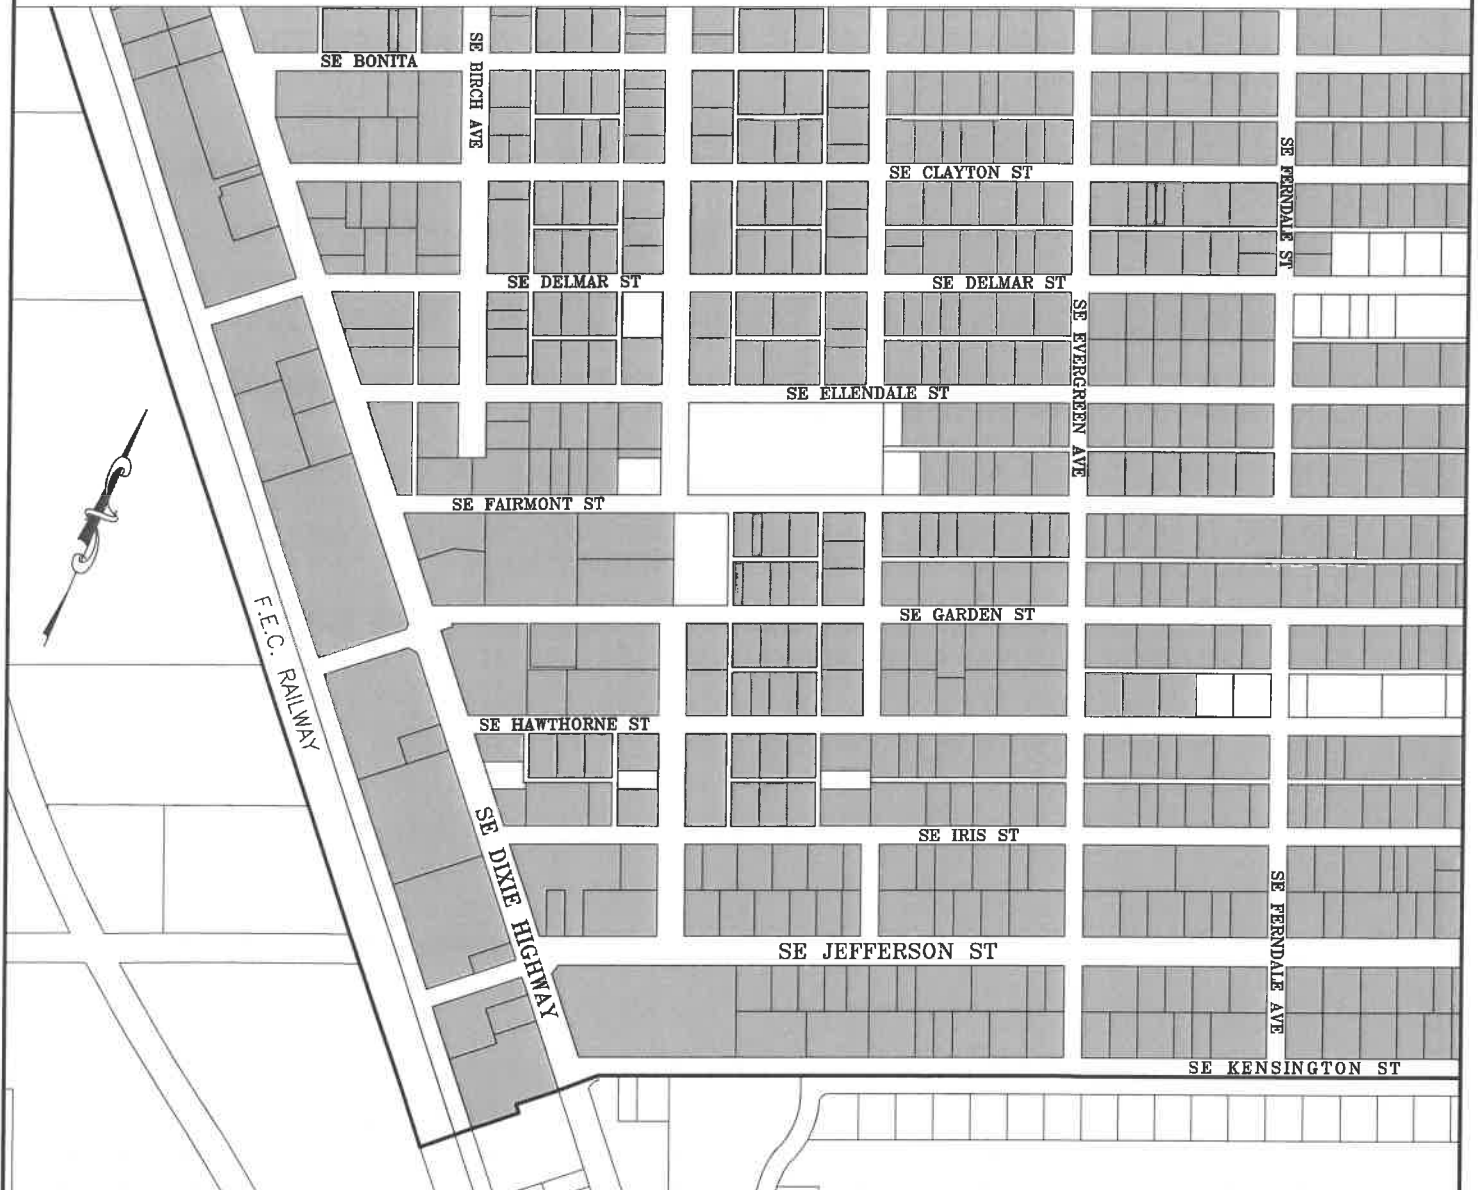 SE BONITA
SE BIRCH AVE
SE CLAYTON ST
SE FERNDALE ST
SE DELMAR ST
SE DELMAR ST
SE EVERGREEN AVE
SE ELLENDALE ST
SE FAIRMONT ST
SE GARDEN ST
F.E.C. RAILWAY
SE HAWTHORNE ST
SE DIXIE HIGHWAY
SE IRIS ST
SE FERNDALE AVE
SE JEFFERSON ST
SE KENSINGTON ST